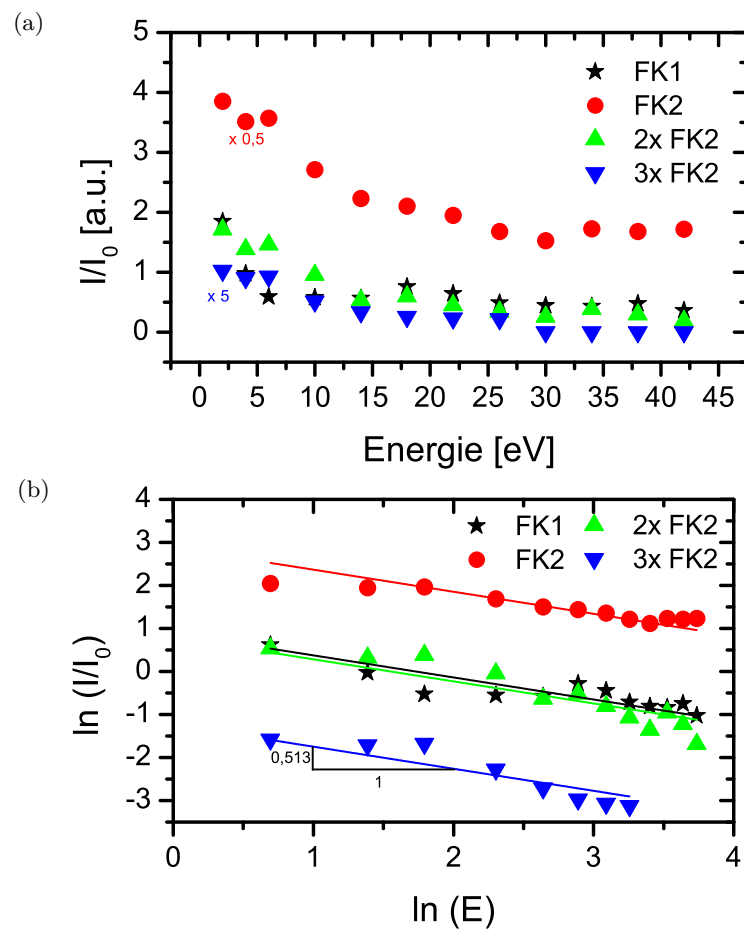 (a)
5
4
3
2
1
0
I/I₀ [a.u.]
FK1
FK2
2x FK2
3x FK2
x 0,5
x 5
0 5 10 15 20 25 30 35 40 45
Energie [eV]
(b)
4
3
2
1
0
-1
-2
-3
ln (I/I₀)
FK1 2x FK2
FK2 3x FK2
0,513
1
0 1 2 3 4
ln (E)